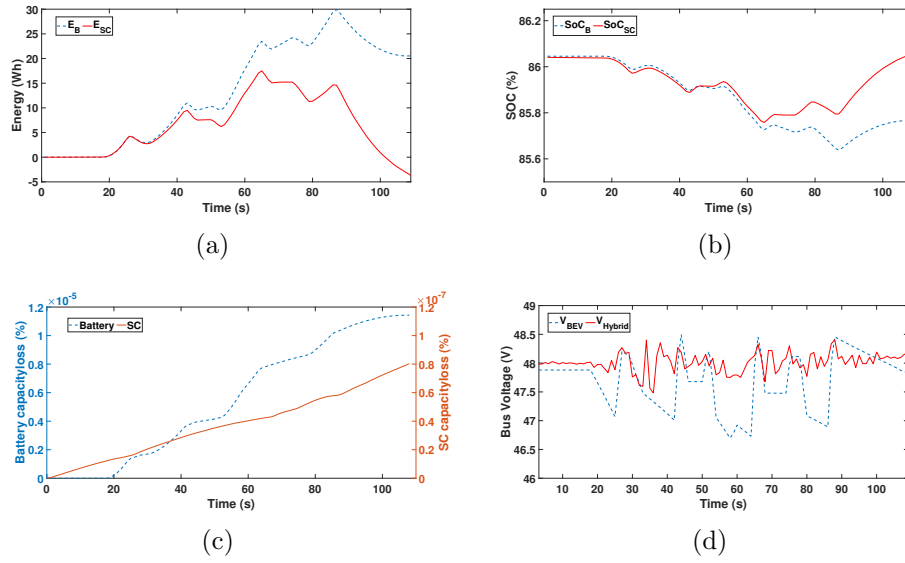 30
25
20
15
10
5
0
-5
Energy (Wh)
E_B E_SC
0 20 40 60 80 100
Time (s)
(a)
86.2
86
85.8
85.6
SOC (%)
SoC_B SoC_SC
0 20 40 60 80 100
Time (s)
(b)
×10^-5
1.2
1
0.8
0.6
0.4
0.2
0
Battery capacityloss (%)
Battery SC
×10^-7
1.2
1
0.8
0.6
0.4
0.2
0
SC capacityloss (%)
0 20 40 60 80 100
Time (s)
(c)
49
48.5
48
47.5
47
46.5
46
Bus Voltage (V)
V_BEV V_Hybrid
10 20 30 40 50 60 70 80 90 100
Time (s)
(d)